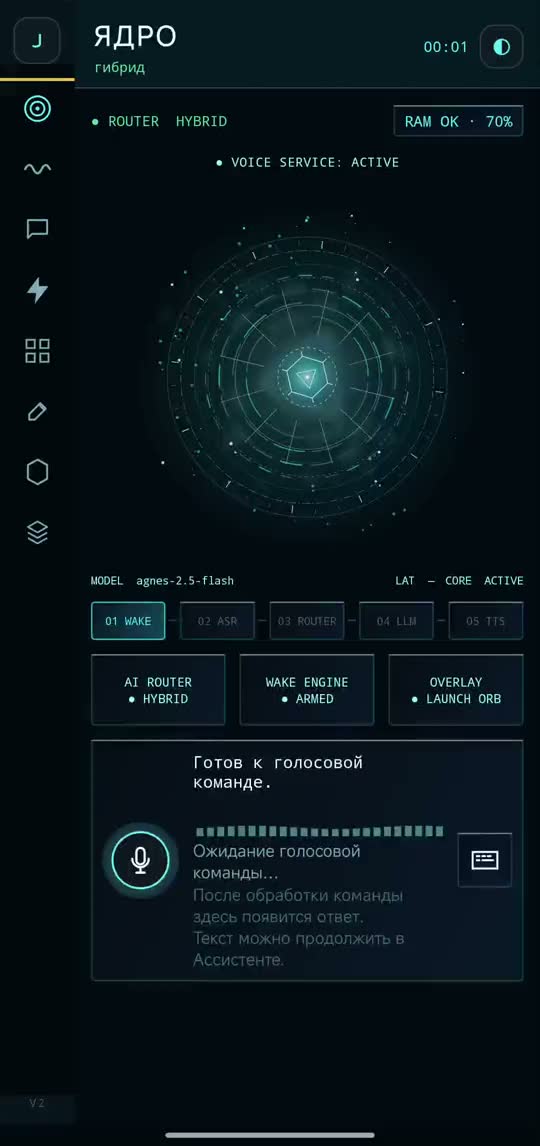 J
ЯДРО
гибрид
00:01
● ROUTER HYBRID
RAM OK · 70%
● VOICE SERVICE: ACTIVE
MODEL agnes-2.5-flash
LAT — CORE ACTIVE
01 WAKE
02 ASR
03 ROUTER
04 LLM
05 TTS
AI ROUTER
● HYBRID
WAKE ENGINE
● ARMED
OVERLAY
● LAUNCH ORB
Готов к голосовой
команде.
Ожидание голосовой
команды...
После обработки команды
здесь появится ответ.
Текст можно продолжить в
Ассистенте.
V2